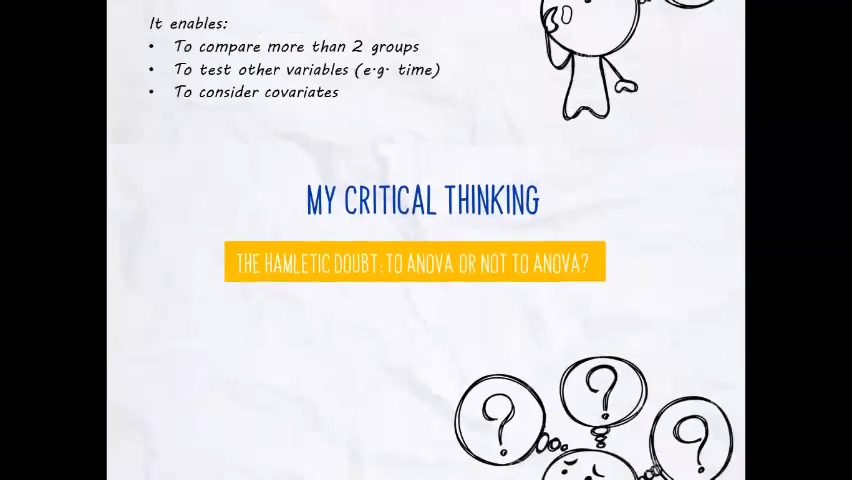 It enables:
• To compare more than 2 groups
• To test other variables (e.g. time)
• To consider covariates
MY CRITICAL THINKING
THE HAMLETIC DOUBT: TO ANOVA OR NOT TO ANOVA?
? ? ?